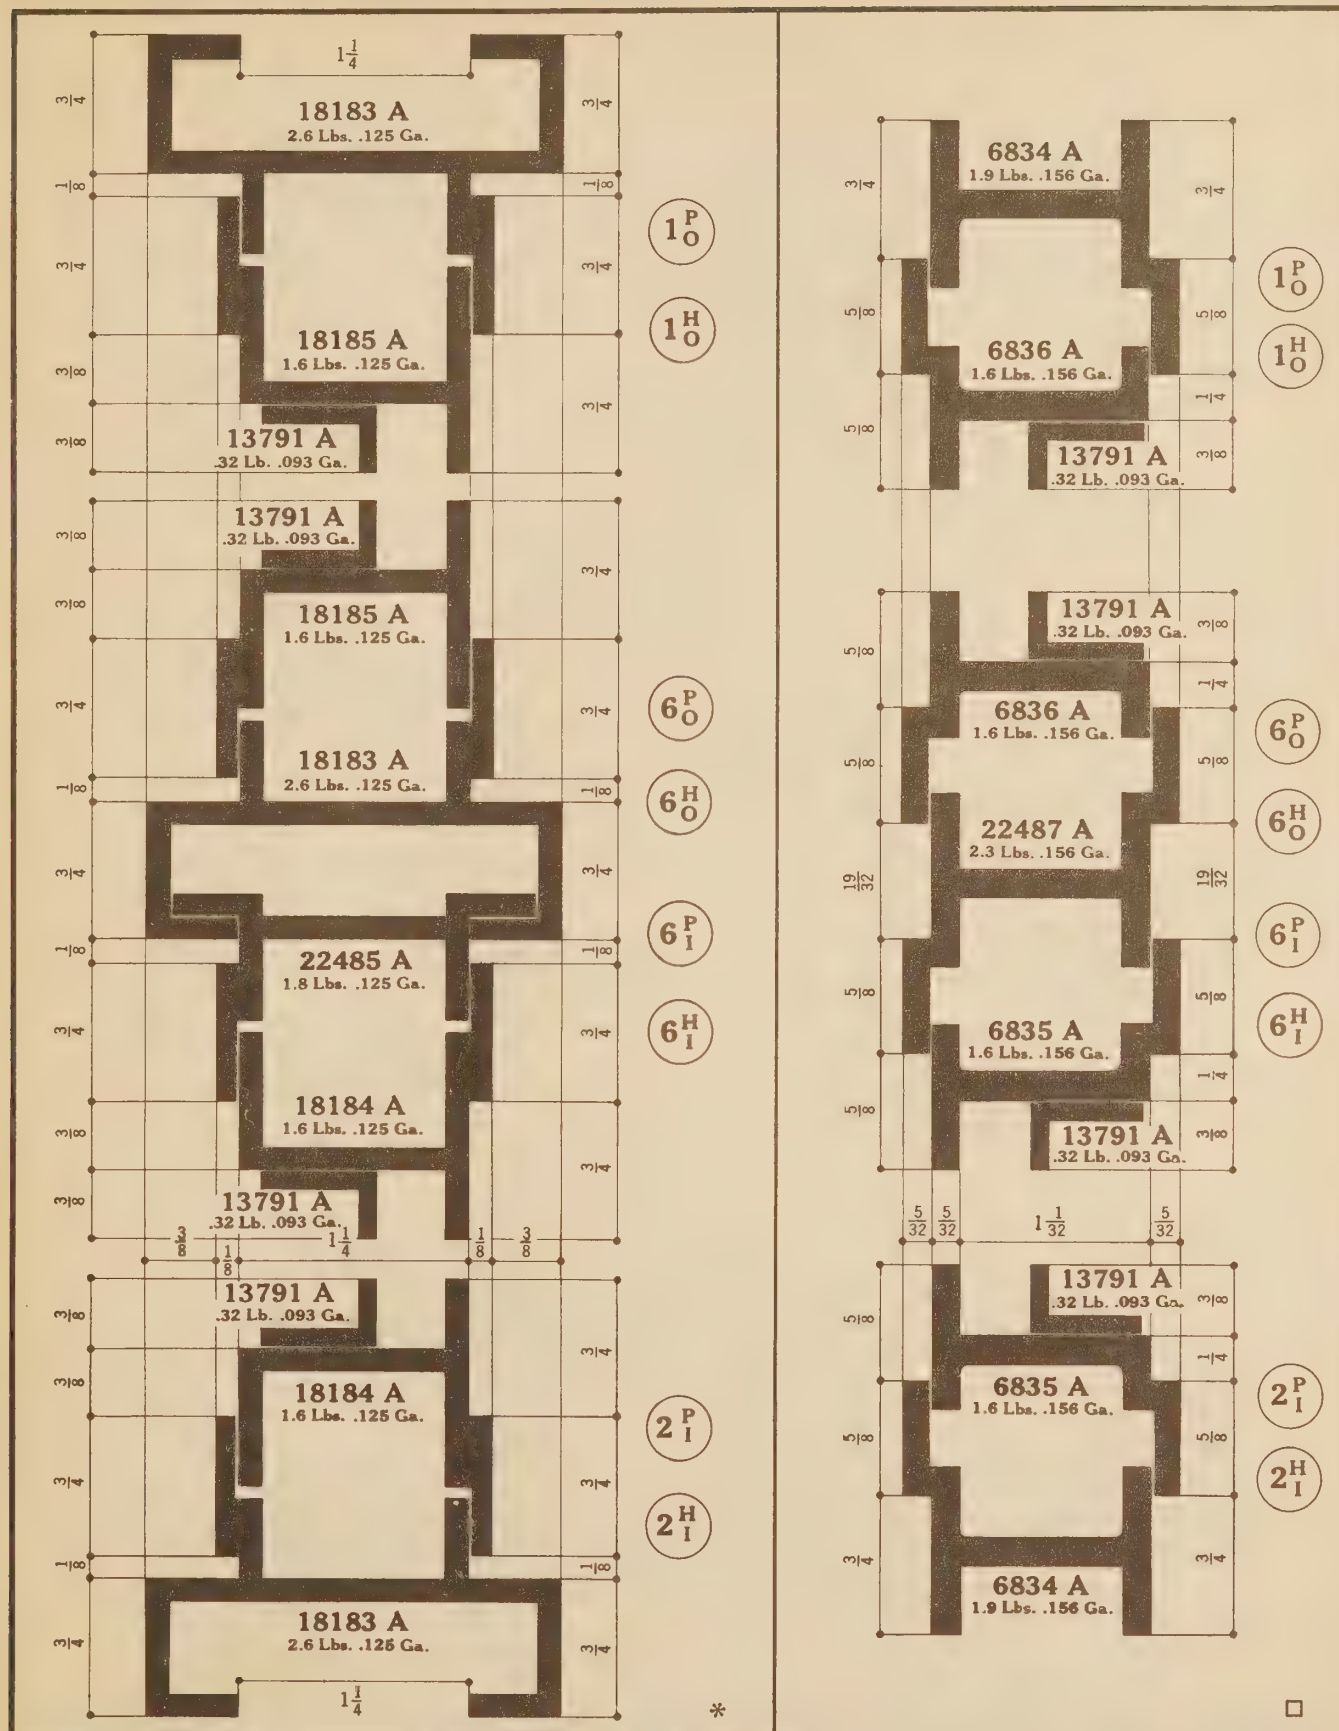 1 1/4
3/4
18183 A
2.6 Lbs. .125 Ga.
3/4
1/8
1/8
1 P O
3/4
3/4
1 H O
18185 A
1.6 Lbs. .125 Ga.
3/8
3/4
13791 A
.32 Lb. .093 Ga.
3/8
13791 A
.32 Lb. .093 Ga.
3/8
3/4
18185 A
1.6 Lbs. .125 Ga.
3/8
3/4
3/4
6 P O
18183 A
2.6 Lbs. .125 Ga.
1/8
1/8
6 H O
3/4
3/4
6 P I
1/8
1/8
22485 A
1.8 Lbs. .125 Ga.
3/4
3/4
6 H I
18184 A
1.6 Lbs. .125 Ga.
3/8
3/4
13791 A
.32 Lb. .093 Ga.
3/8
3/8 1/8 1 1/4 1/8 3/8
13791 A
.32 Lb. .093 Ga.
3/8
3/4
18184 A
1.6 Lbs. .125 Ga.
3/8
2 P I
3/4
3/4
2 H I
1/8
1/8
18183 A
2.6 Lbs. .125 Ga.
3/4
3/4
1 1/4
*
6834 A
1.9 Lbs. .156 Ga.
3/4
3/4
1 P O
5/8
5/8
1 H O
6836 A
1.6 Lbs. .156 Ga.
1/4
5/8
13791 A
.32 Lb. .093 Ga.
3/8
13791 A
.32 Lb. .093 Ga.
3/8
5/8
1/4
6836 A
1.6 Lbs. .156 Ga.
6 P O
5/8
5/8
6 H O
22487 A
2.3 Lbs. .156 Ga.
19/32
19/32
6 P I
5/8
5/8
6 H I
6835 A
1.6 Lbs. .156 Ga.
1/4
5/8
13791 A
.32 Lb. .093 Ga.
3/8
5/32 5/32 1 1/32 5/32
13791 A
.32 Lb. .093 Ga.
3/8
5/8
1/4
6835 A
1.6 Lbs. .156 Ga.
2 P I
5/8
5/8
2 H I
3/4
3/4
6834 A
1.9 Lbs. .156 Ga.